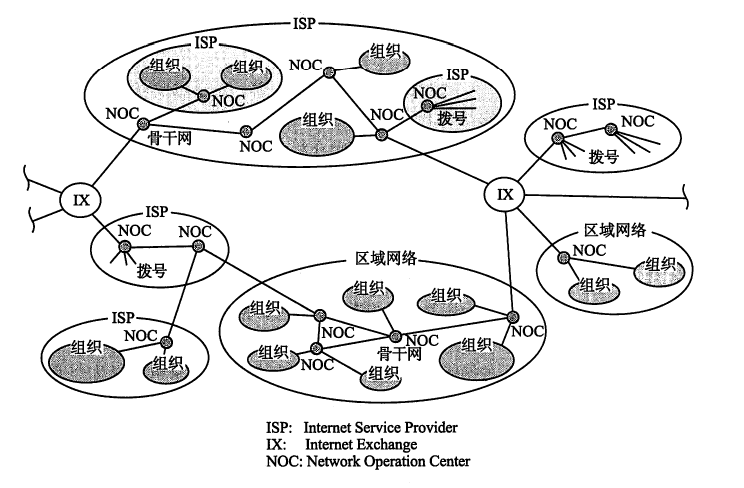 ISP
ISP
组织
组织
NOC
NOC
组织
ISP
NOC
拨号
NOC
骨干网
NOC
组织
NOC
ISP
NOC
NOC
拨号
IX
IX
ISP
NOC
NOC
拨号
区域网络
NOC
组织
组织
区域网络
组织
组织
组织
NOC
NOC
NOC
骨干网
组织
NOC
组织
组织
ISP
NOC
组织
组织
ISP: Internet Service Provider
IX: Internet Exchange
NOC: Network Operation Center